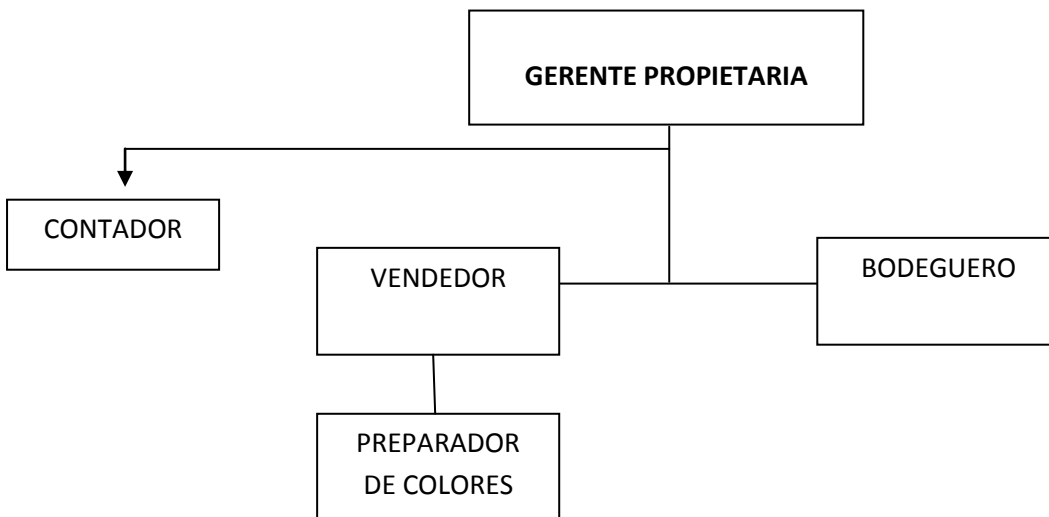 GERENTE PROPIETARIA
CONTADOR
VENDEDOR
BODEGUERO
PREPARADOR
DE COLORES